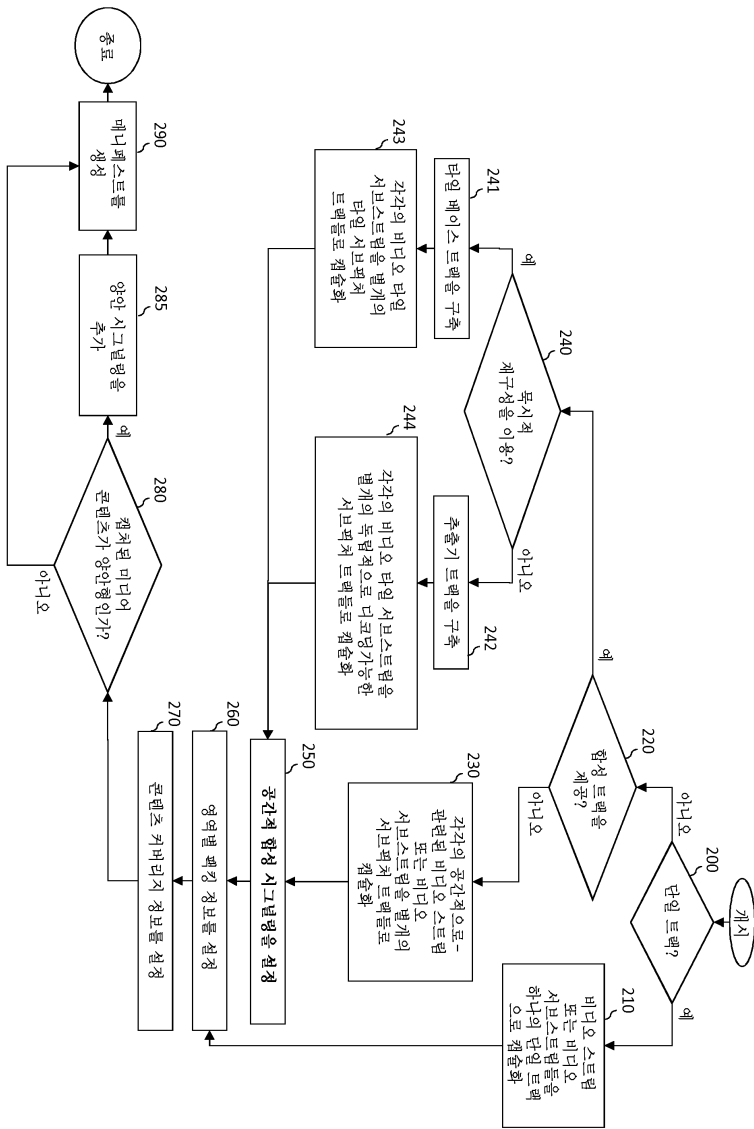 개시
200
단일 트랙?
아니오
예
210
비디오 스트림
또는 비디오
서브스트림들을
하나의 단일 트랙
으로 캡슐화
220
합성 트랙을
제공?
예
아니오
230
각각의 공간적으로-
관련된 비디오 스트림
또는 비디오
서브스트림을 별개의
서브픽처 트랙들로
캡슐화
240
묵시적
재구성을 이용?
예
아니오
241
타일 베이스 트랙을 구축
242
추출기 트랙을 구축
243
각각의 비디오 타일
서브스트림을 별개의
타일 서브픽처
트랙들로 캡슐화
244
각각의 비디오 타일 서브스트림을
별개의 독립적으로 디코딩가능한
서브픽처 트랙들로 캡슐화
250
공간적 합성 시그널링을 설정
260
영역별 팩킹 정보를 설정
270
콘텐츠 커버리지 정보를 설정
280
캡처된 미디어
콘텐츠가 양안형인가?
예
아니오
285
양안 시그널링을
추가
290
매니페스트를
생성
종료